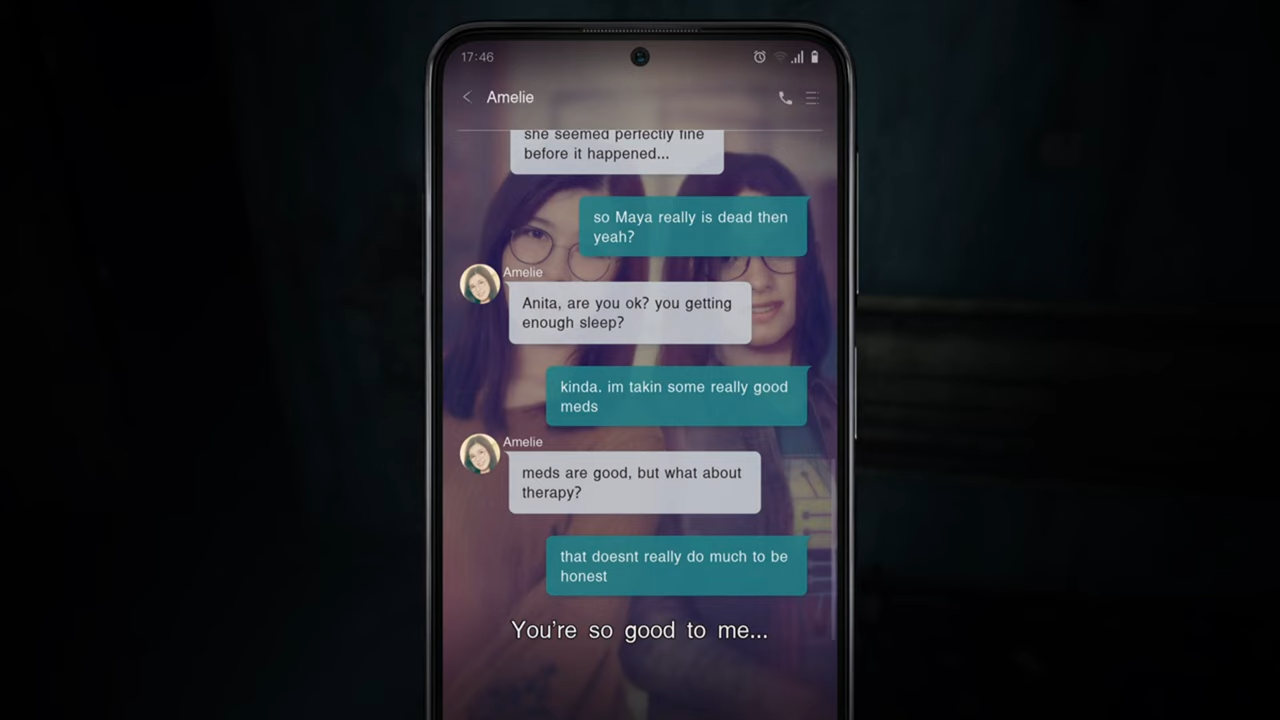 17:46
Amelie
she seemed perfectly fine
before it happened...
so Maya really is dead then
yeah?
Amelie
Anita, are you ok? you getting
enough sleep?
kinda. im takin some really good
meds
Amelie
meds are good, but what about
therapy?
that doesnt really do much to be
honest
You're so good to me...